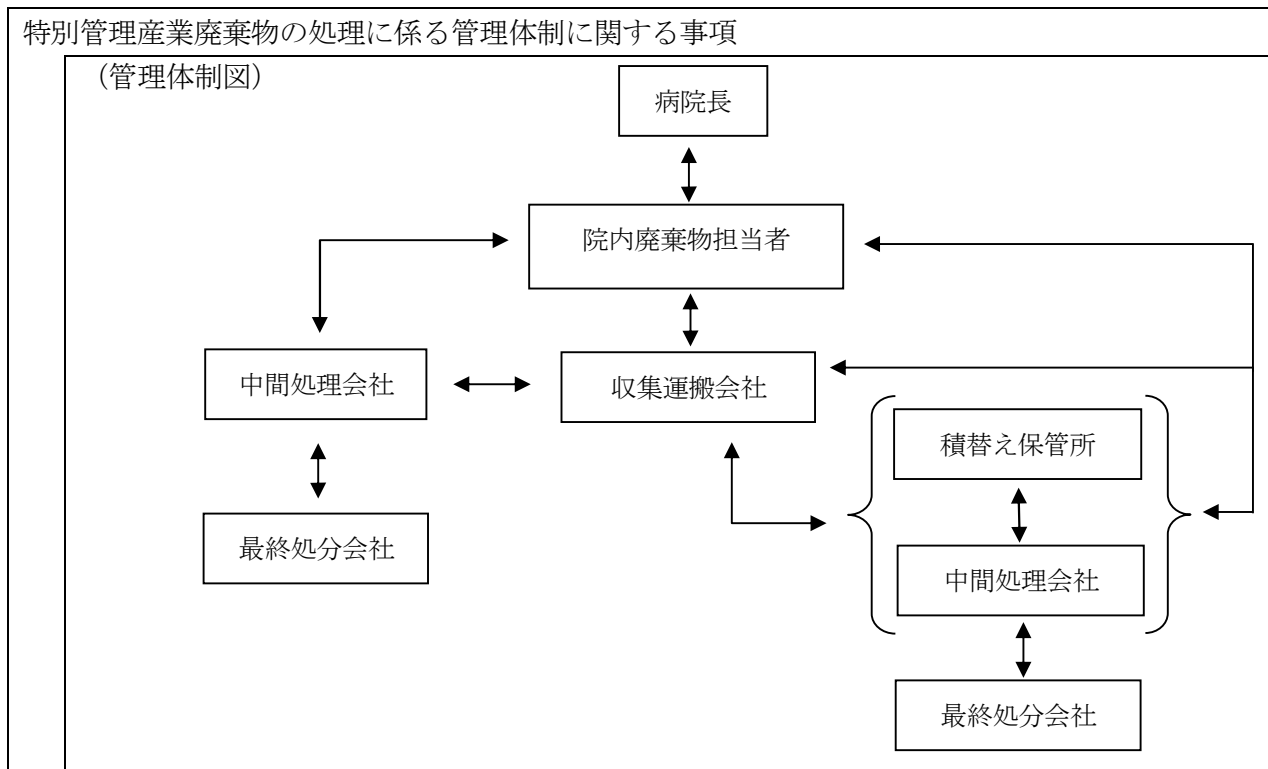 特別管理産業廃棄物の処理に係る管理体制に関する事項
（管理体制図）
病院長
院内廃棄物担当者
中間処理会社
収集運搬会社
積替え保管所
最終処分会社
中間処理会社
最終処分会社